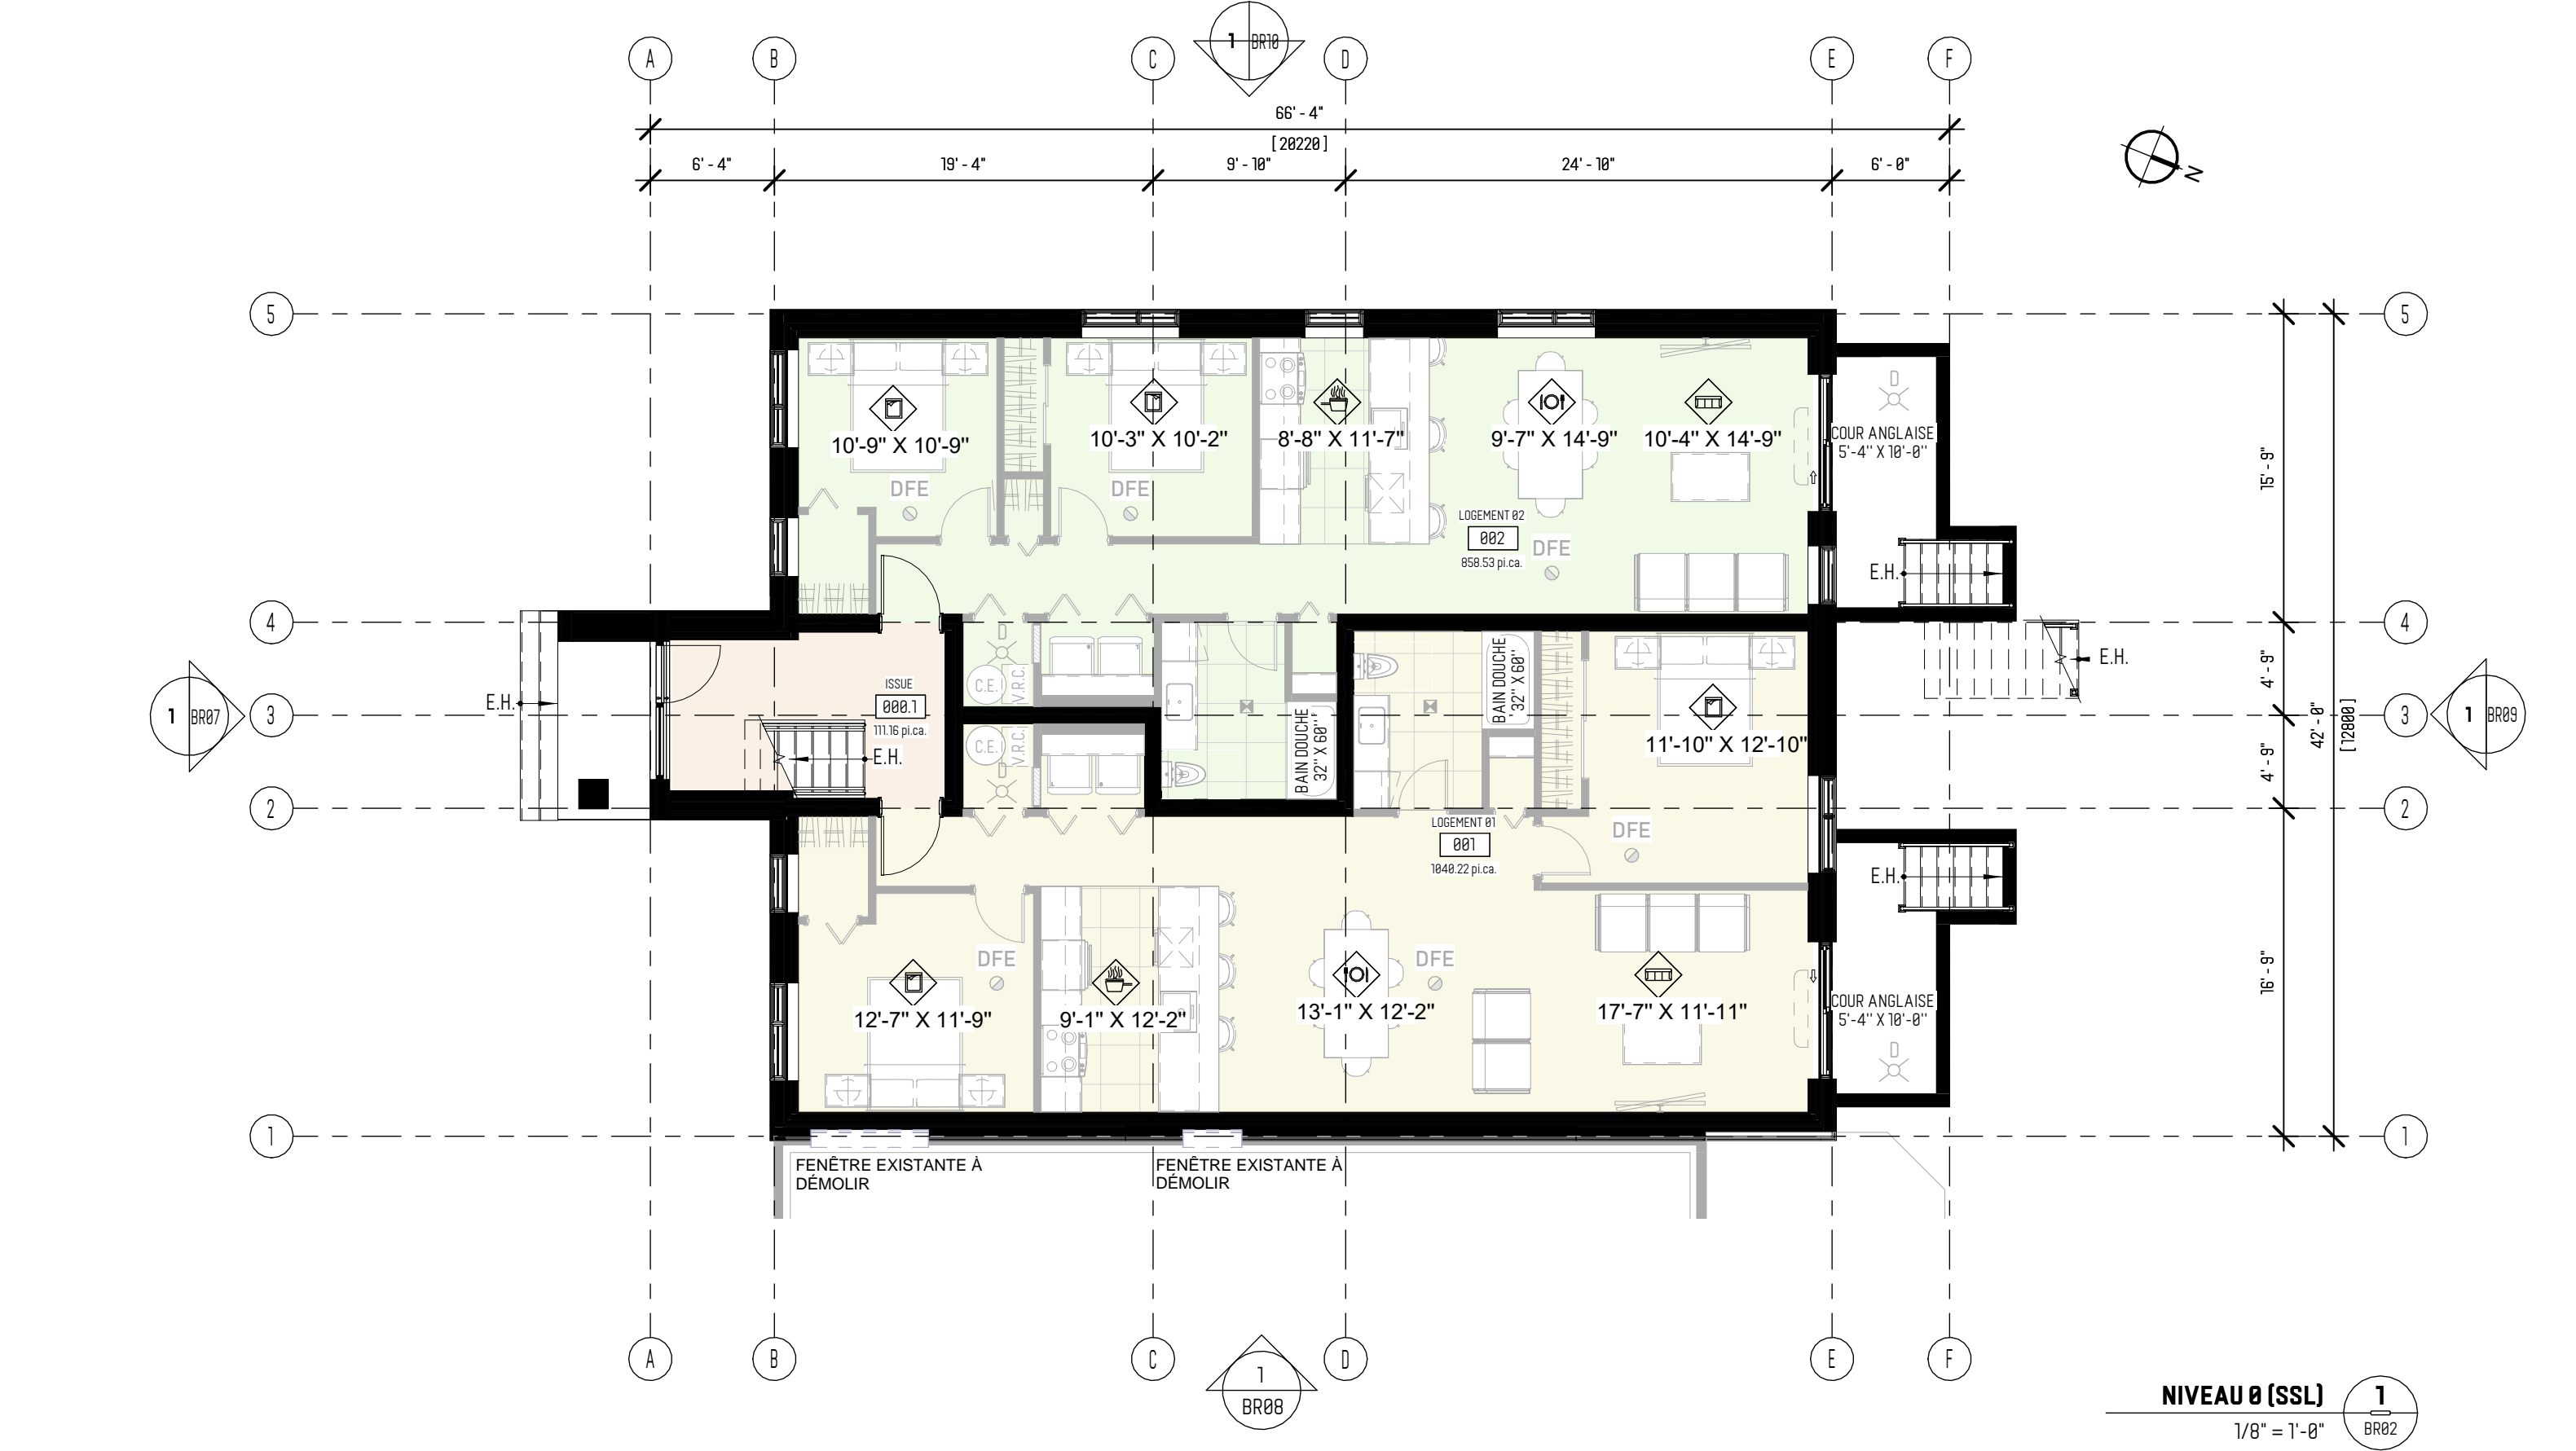 1 BR10
A B C D E F
66' - 4"
[ 20220 ]
6' - 4" 19' - 4" 9' - 10" 24' - 10" 6' - 0"
N
5 5
10'-9" X 10'-9"
10'-3" X 10'-2"
8'-8" X 11'-7"
9'-7" X 14'-9"
10'-4" X 14'-9"
DFE
DFE
LOGEMENT 02
002
858.53 pi.ca.
DFE
D
COUR ANGLAISE
5'-4" X 10'-0"
E.H.
15' - 9"
4 4
E.H.
1 BR07
3 3
ISSUE
000.1
111.16 pi.ca.
E.H.
D
C.E.
V.R.C.
C.E.
V.R.C.
D
BAIN DOUCHE
32" X 60"
BAIN DOUCHE
32" X 60"
11'-10" X 12'-10"
E.H.
4' - 9"
4' - 9"
42' - 0"
[12800]
1 BR09
2 2
LOGEMENT 01
001
1040.22 pi.ca.
DFE
E.H.
DFE
DFE
12'-7" X 11'-9"
9'-1" X 12'-2"
13'-1" X 12'-2"
17'-7" X 11'-11"
COUR ANGLAISE
5'-4" X 10'-0"
D
16' - 9"
1 1
FENÊTRE EXISTANTE À
DÉMOLIR
FENÊTRE EXISTANTE À
DÉMOLIR
A B C D E F
1
BR08
NIVEAU 0 (SSL)
1/8" = 1'-0"
1
BR02